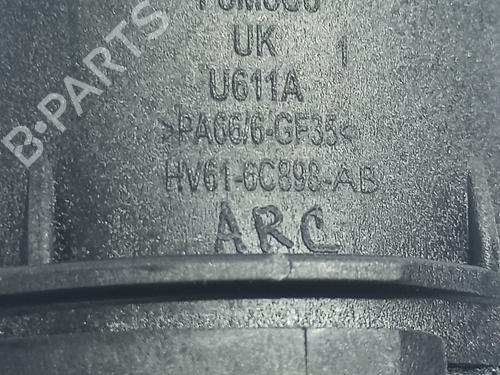 UK 1
U611A
>PA66/6-GF35<
HV61-6C898-AB
ARC
B-PARTS